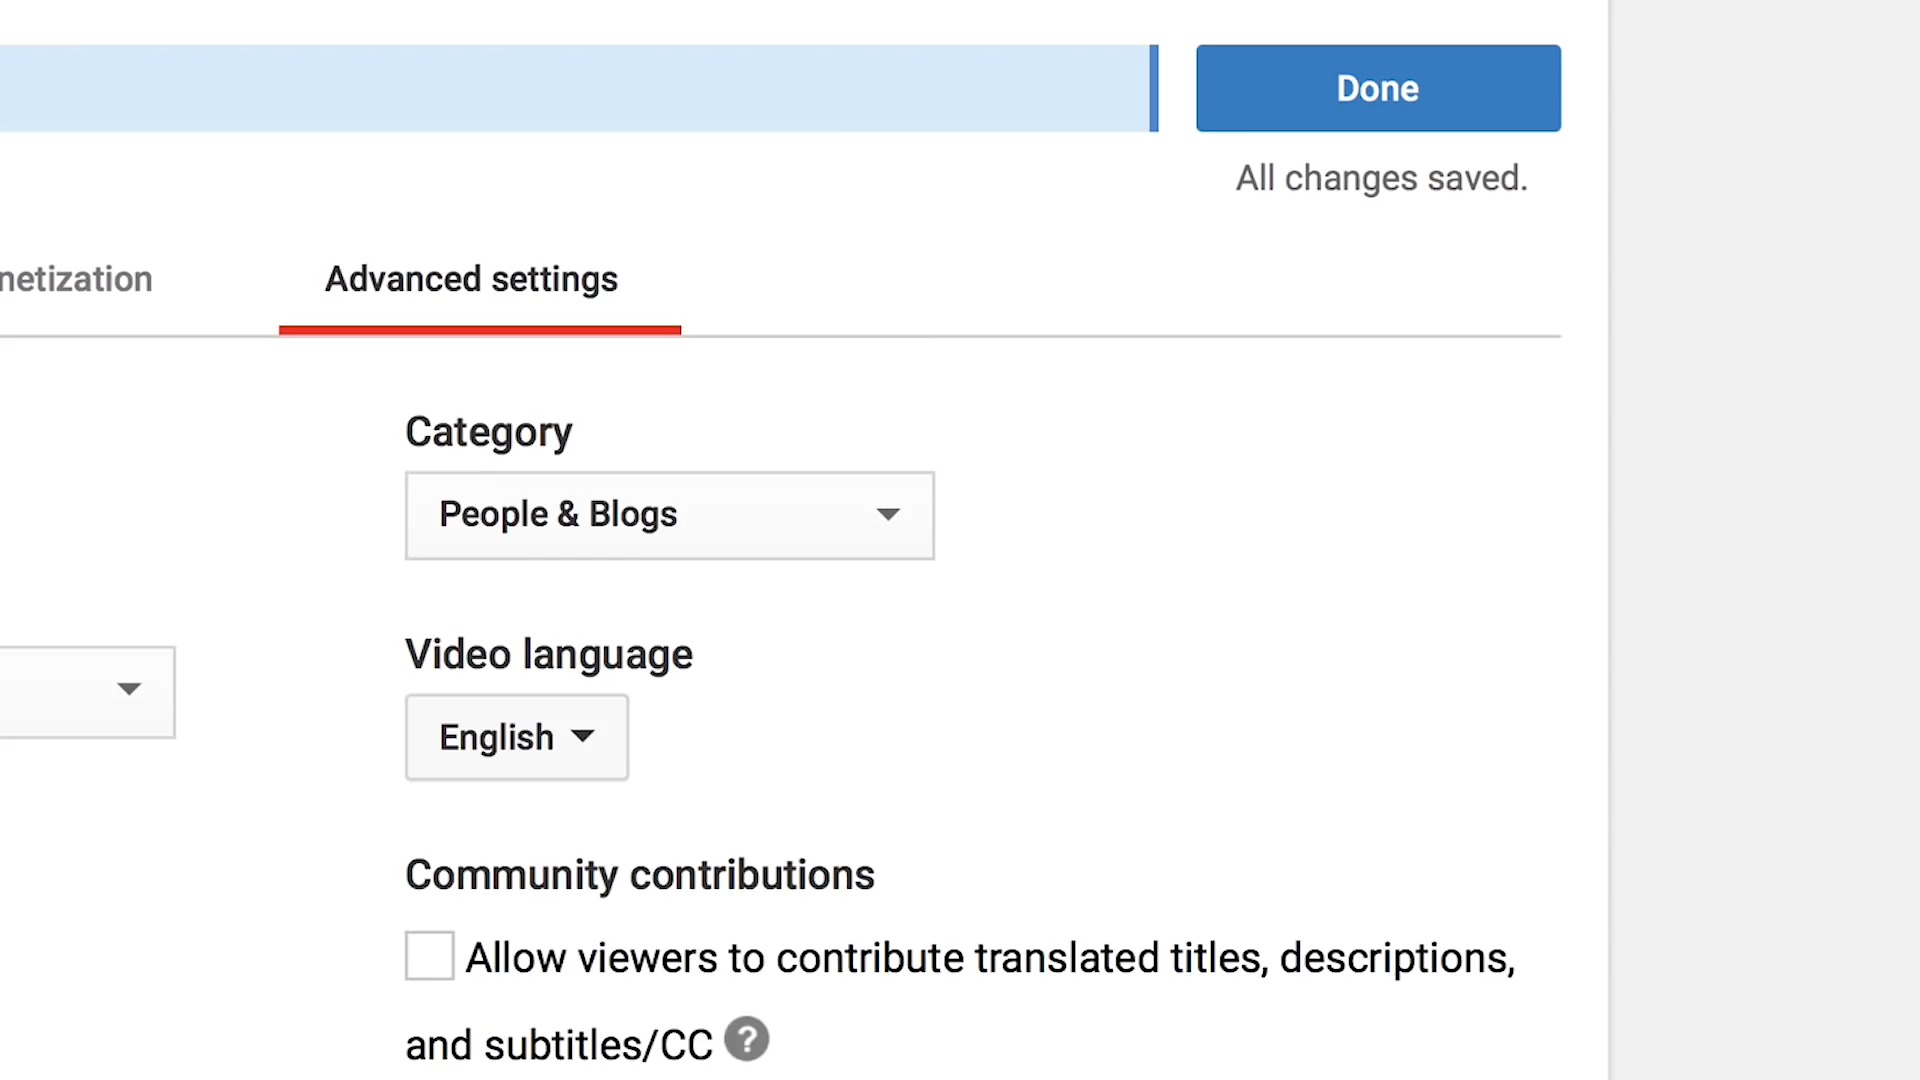 Done
All changes saved.
netization
Advanced settings
Category
People & Blogs
Video language
English
Community contributions
Allow viewers to contribute translated titles, descriptions,
and subtitles/CC ?